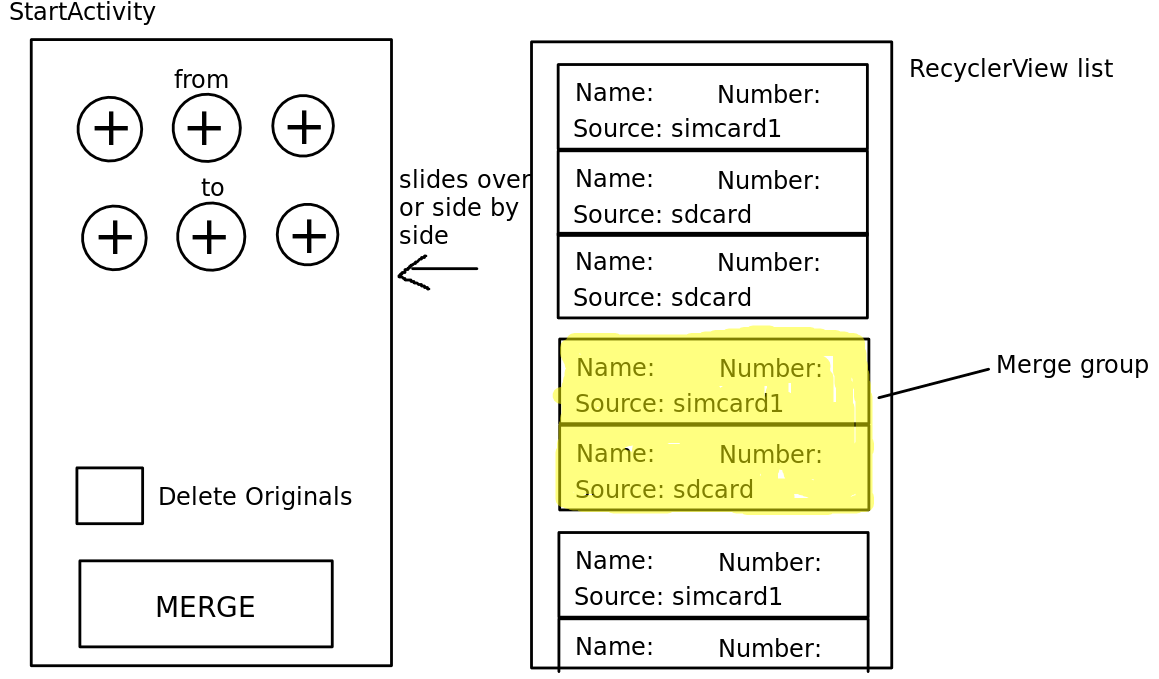 StartActivity
from
to
Delete Originals
MERGE
slides over
or side by
side
RecyclerView list
Name: Number:
Source: simcard1
Name: Number:
Source: sdcard
Name: Number:
Source: sdcard
Name: Number:
Source: simcard1
Name: Number:
Source: sdcard
Merge group
Name: Number:
Source: simcard1
Name: Number: